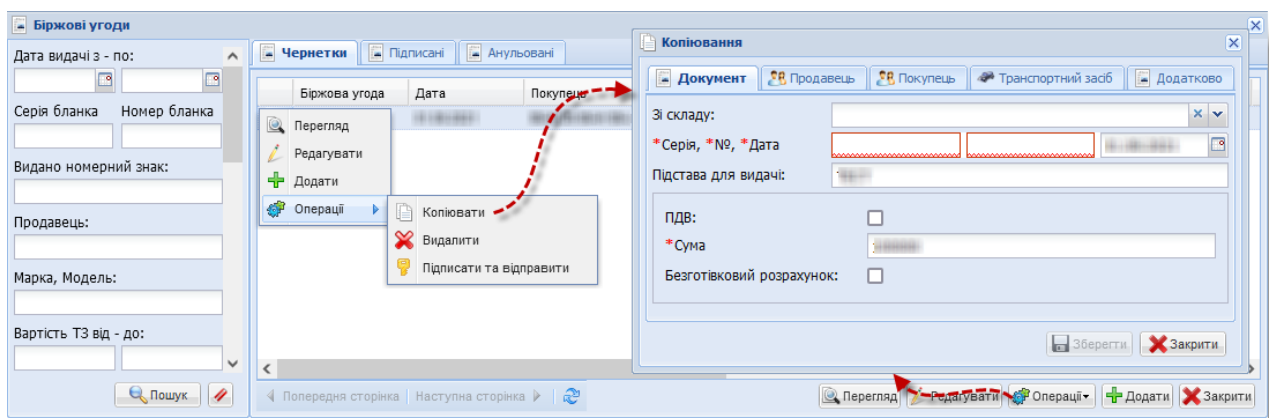 Біржові угоди
Дата видачі з - по:
Серія бланка Номер бланка
Видано номерний знак:
Продавець:
Марка, Модель:
Вартість ТЗ від - до:
Пошук
Чернетки Підписані Анульовані
Біржова угода Дата Покупець
Перегляд
Редагувати
Додати
Операції
Копіювати
Видалити
Підписати та відправити
Попередня сторінка Наступна сторінка
Перегляд Редагувати Операції Додати Закрити
Копіювання
Документ Продавець Покупець Транспортний засіб Додатково
Зі складу:
*Серія, *№, *Дата
Підстава для видачі:
ПДВ:
*Сума
Безготівковий розрахунок:
Зберегти Закрити